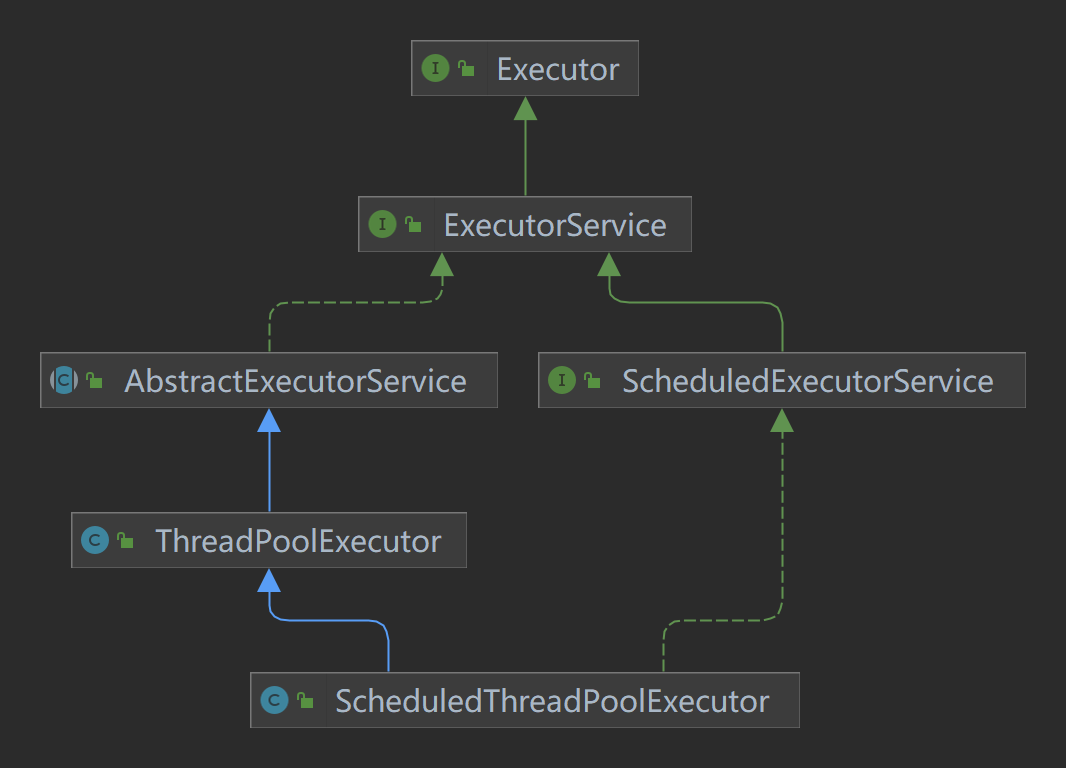 I Executor
I ExecutorService
C AbstractExecutorService
I ScheduledExecutorService
C ThreadPoolExecutor
C ScheduledThreadPoolExecutor